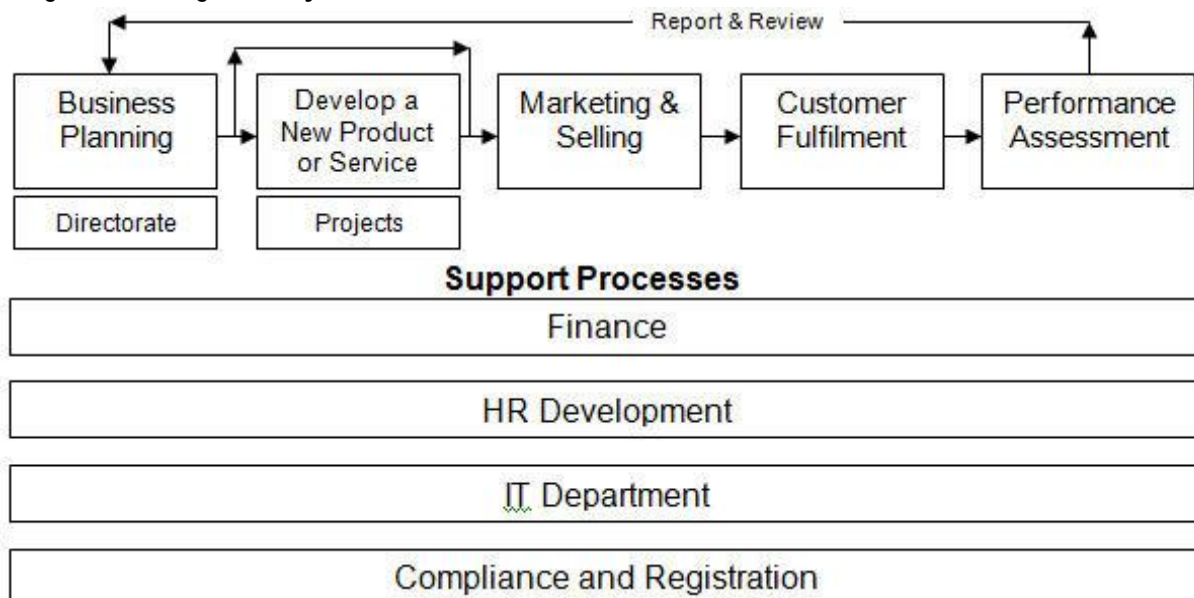 Report & Review
Business
Planning
Develop a
New Product
or Service
Marketing &
Selling
Customer
Fulfilment
Performance
Assessment
Directorate
Projects
Support Processes
Finance
HR Development
IT Department
Compliance and Registration